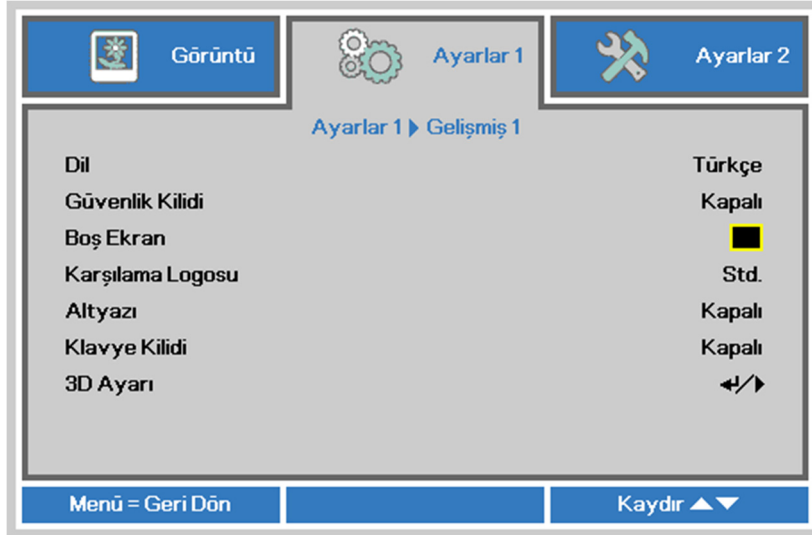 Görüntü Ayarlar 1 Ayarlar 2
Ayarlar 1 ▶ Gelişmiş 1
Dil Türkçe
Güvenlik Kilidi Kapalı
Boş Ekran
Karşılama Logosu Std.
Altyazı Kapalı
Klavye Kilidi Kapalı
3D Ayarı ↵/▶
Menü = Geri Dön Kaydır ▲▼